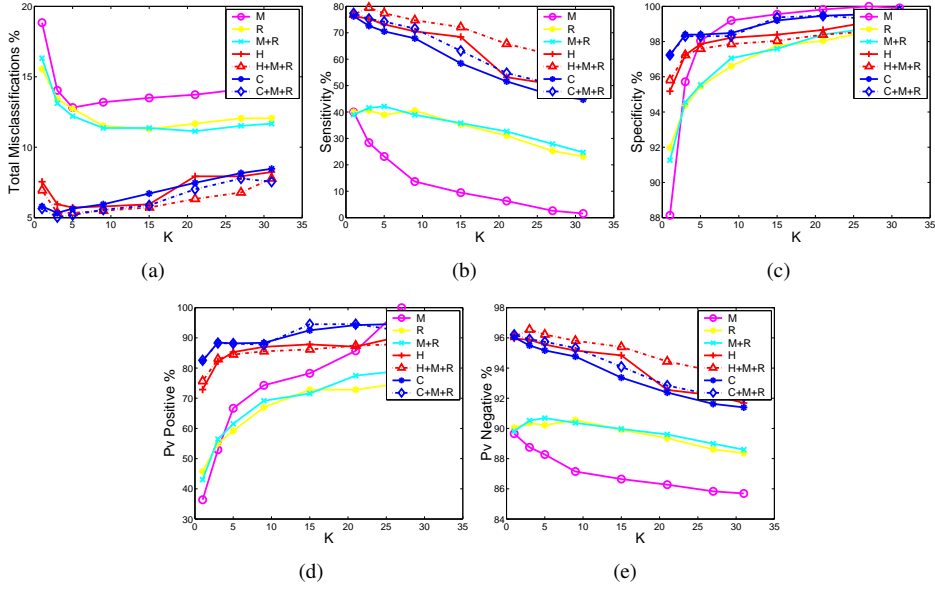 20
15
10
5
0 5 10 15 20 25 30 35
K
Total Misclassifications %
M
R
M+R
H
H+M+R
C
C+M+R
(a)
80
70
60
50
40
30
20
10
0
0 5 10 15 20 25 30 35
K
Sensitivity %
M
R
M+R
H
H+M+R
C
C+M+R
(b)
100
98
96
94
92
90
88
0 5 10 15 20 25 30 35
K
Specificity %
M
R
M+R
H
H+M+R
C
C+M+R
(c)
100
90
80
70
60
50
40
30
0 5 10 15 20 25 30 35
K
Pv Positive %
M
R
M+R
H
H+M+R
C
C+M+R
(d)
98
96
94
92
90
88
86
84
0 5 10 15 20 25 30 35
K
Pv Negative %
M
R
M+R
H
H+M+R
C
C+M+R
(e)